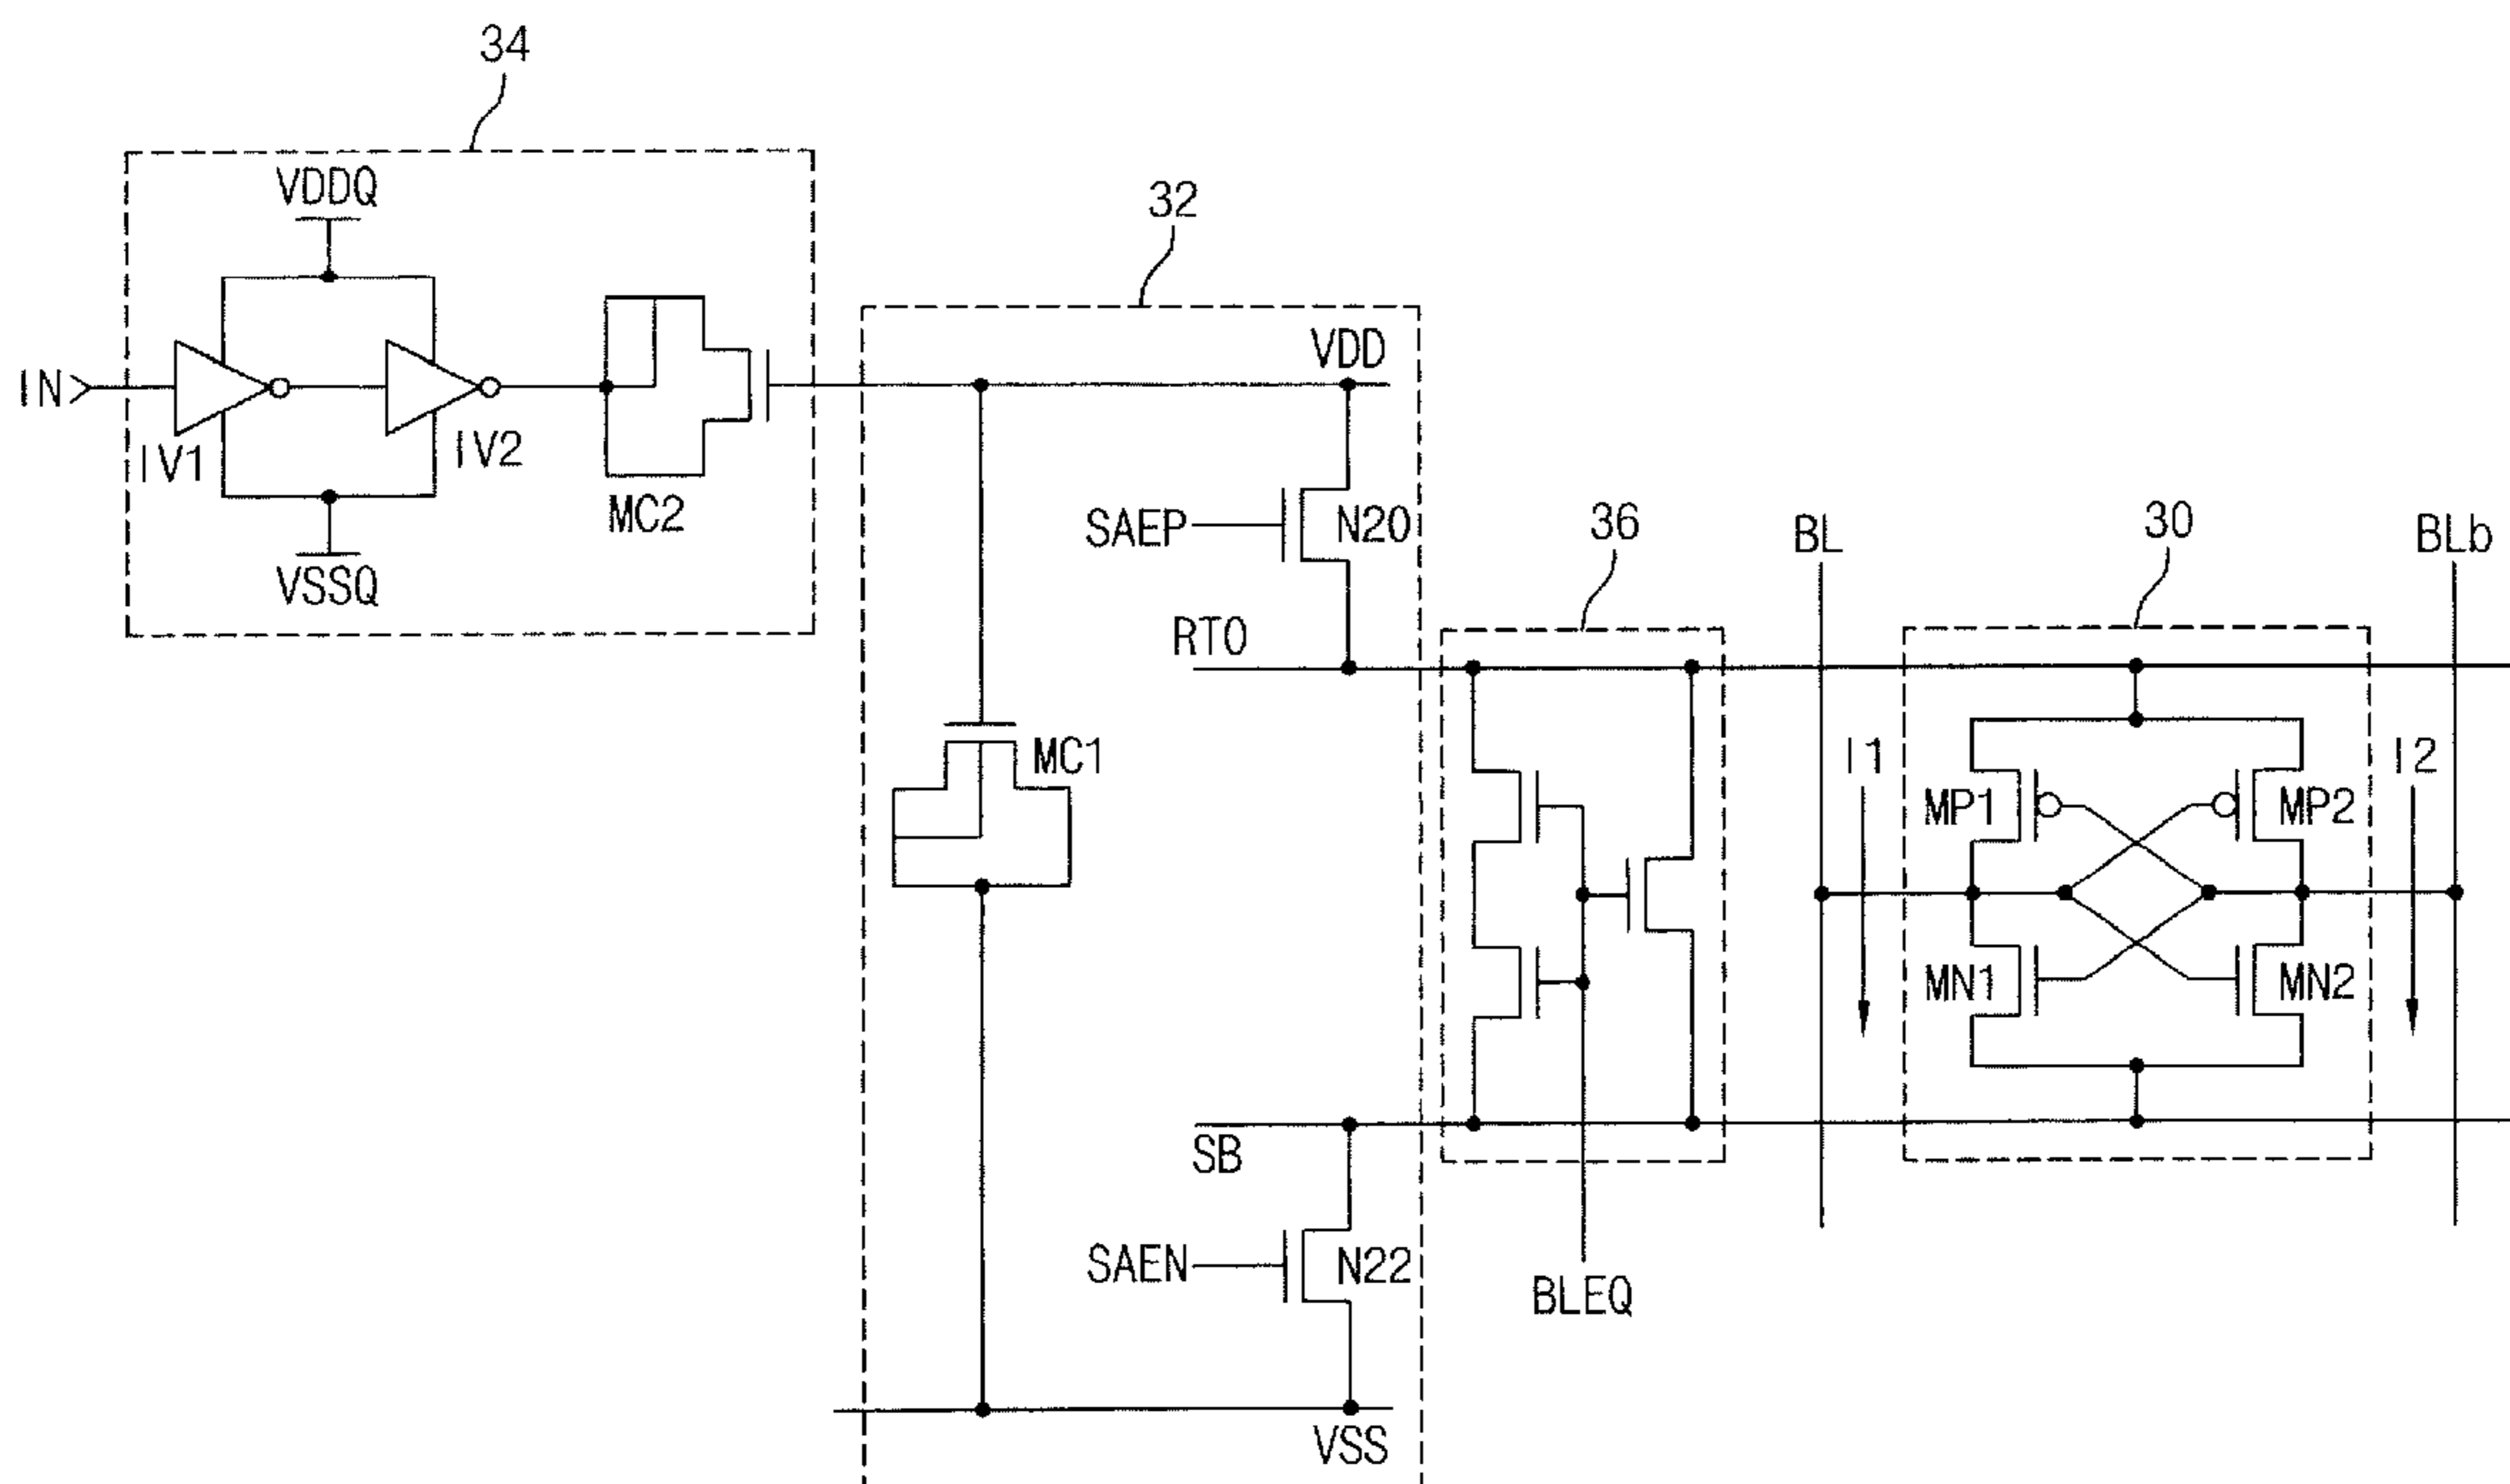 34
VDDQ
32
VDD
IN
IV1
IV2
MC2
VSSQ
SAEP
N20
36
BL
30
BLb
RTO
MC1
I1
MP1
MP2
I2
MN1
MN2
SB
SAEN
N22
BLEQ
VSS